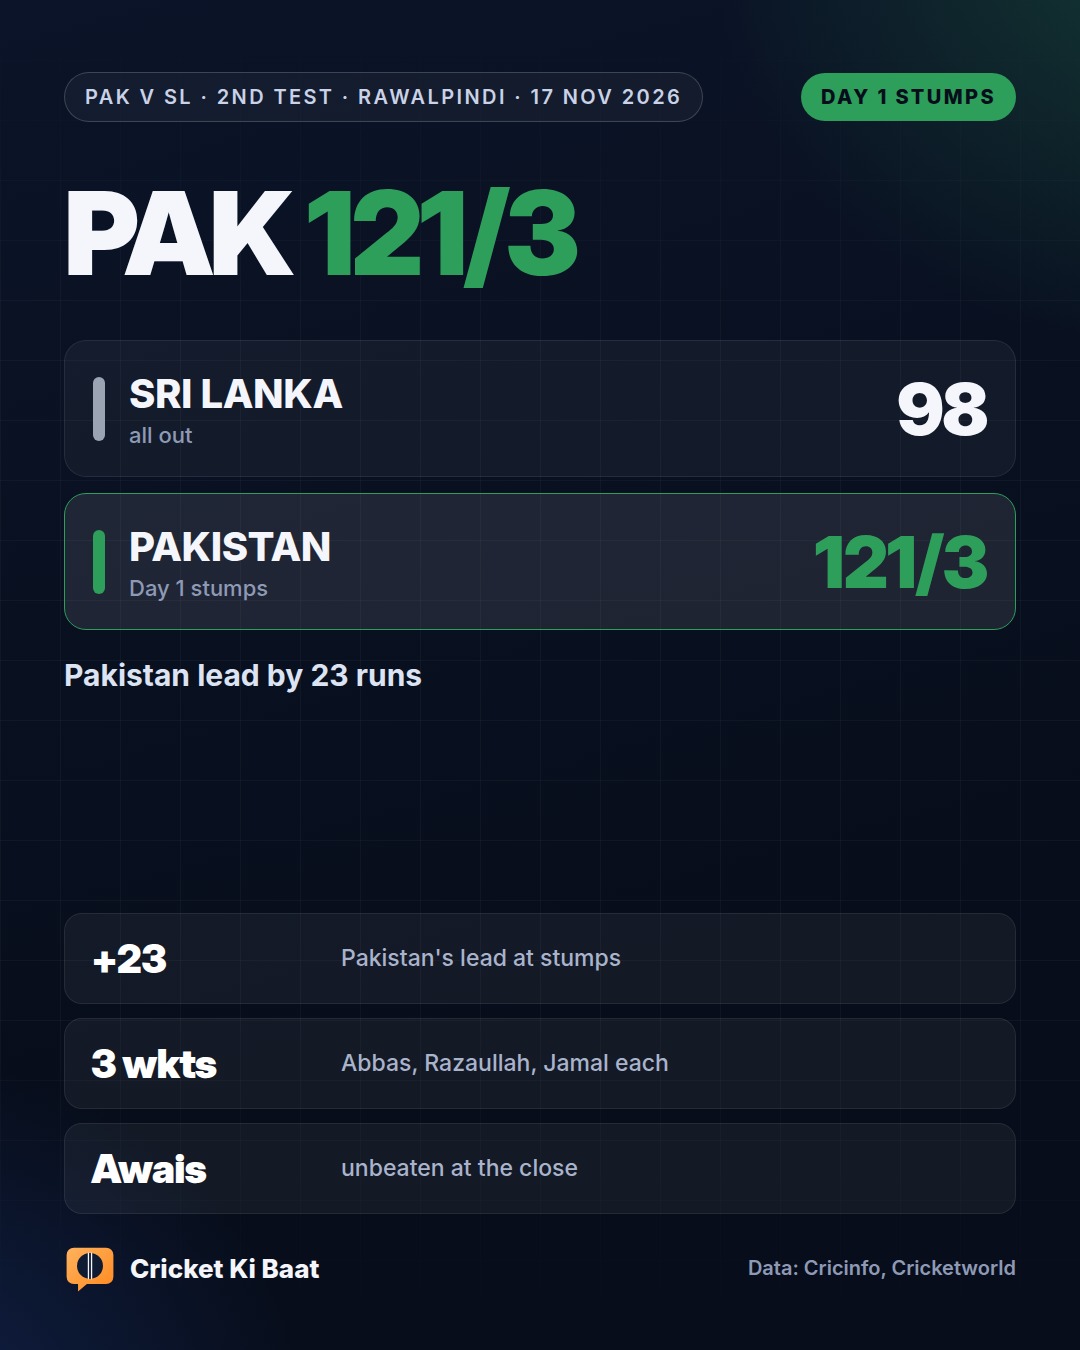 PAK V SL · 2ND TEST · RAWALPINDI · 17 NOV 2026
DAY 1 STUMPS
PAK 121/3
SRI LANKA
all out
98
PAKISTAN
Day 1 stumps
121/3
Pakistan lead by 23 runs
+23
Pakistan's lead at stumps
3 wkts
Abbas, Razaullah, Jamal each
Awais
unbeaten at the close
Cricket Ki Baat
Data: Cricinfo, Cricketworld